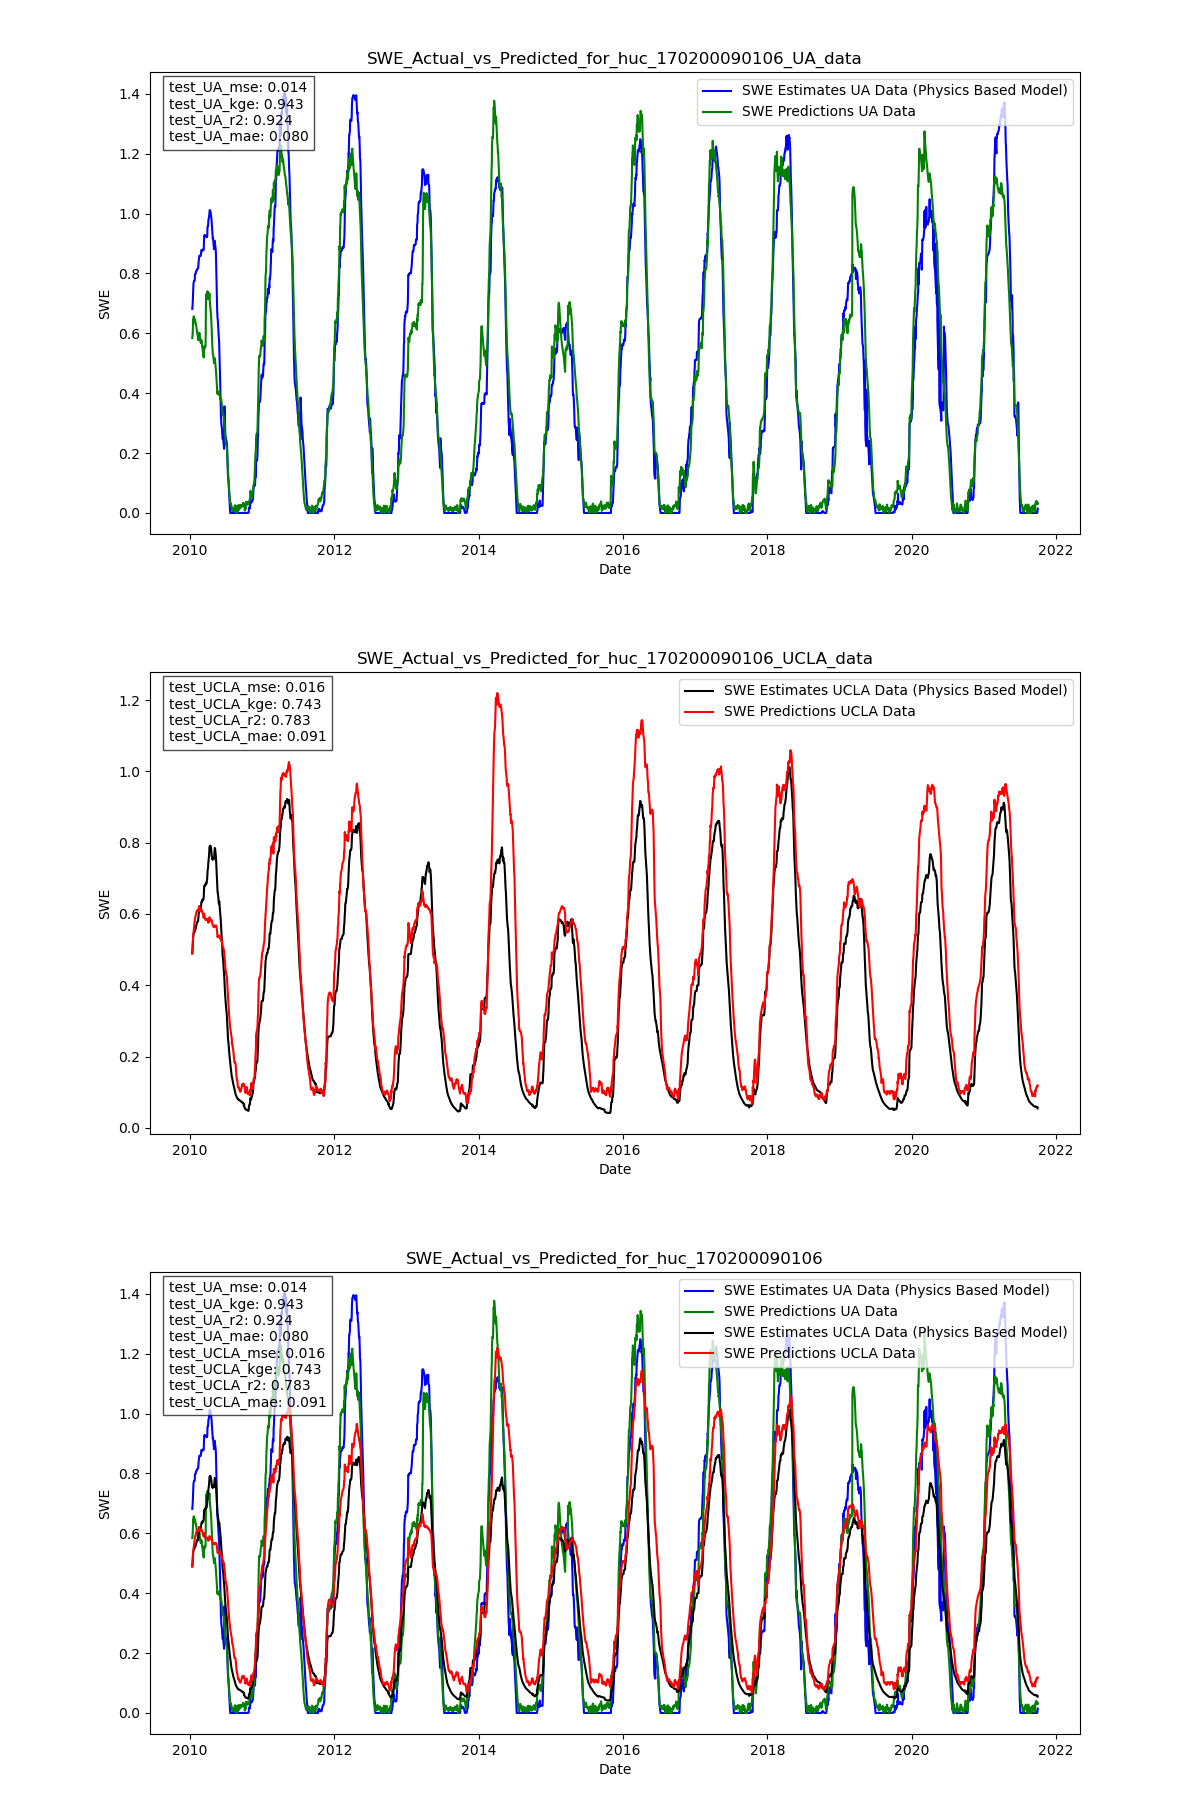 SWE_Actual_vs_Predicted_for_huc_170200090106_UA_data
test_UA_mse: 0.014
test_UA_kge: 0.943
test_UA_r2: 0.924
test_UA_mae: 0.080
SWE Estimates UA Data (Physics Based Model)
SWE Predictions UA Data
1.4
1.2
1.0
0.8
0.6
0.4
0.2
0.0
SWE
2010 2012 2014 2016 2018 2020 2022
Date
SWE_Actual_vs_Predicted_for_huc_170200090106_UCLA_data
test_UCLA_mse: 0.016
test_UCLA_kge: 0.743
test_UCLA_r2: 0.783
test_UCLA_mae: 0.091
SWE Estimates UCLA Data (Physics Based Model)
SWE Predictions UCLA Data
1.2
1.0
0.8
0.6
0.4
0.2
0.0
SWE
2010 2012 2014 2016 2018 2020 2022
Date
SWE_Actual_vs_Predicted_for_huc_170200090106
test_UA_mse: 0.014
test_UA_kge: 0.943
test_UA_r2: 0.924
test_UA_mae: 0.080
test_UCLA_mse: 0.016
test_UCLA_kge: 0.743
test_UCLA_r2: 0.783
test_UCLA_mae: 0.091
SWE Estimates UA Data (Physics Based Model)
SWE Predictions UA Data
SWE Estimates UCLA Data (Physics Based Model)
SWE Predictions UCLA Data
1.4
1.2
1.0
0.8
0.6
0.4
0.2
0.0
SWE
2010 2012 2014 2016 2018 2020 2022
Date